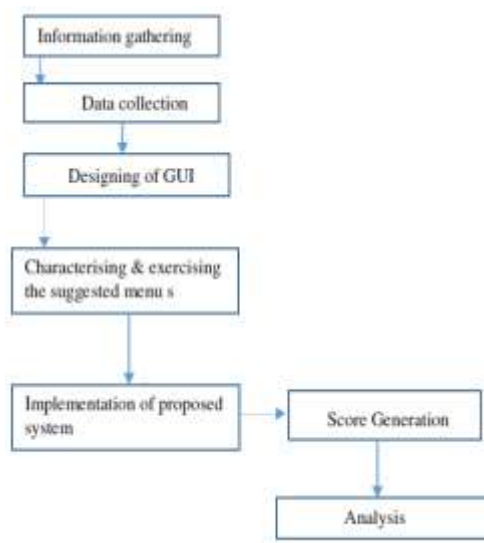 Information gathering
Data collection
Designing of GUI
Characterising & exercising
the suggested menu s
Implementation of proposed
system
Score Generation
Analysis